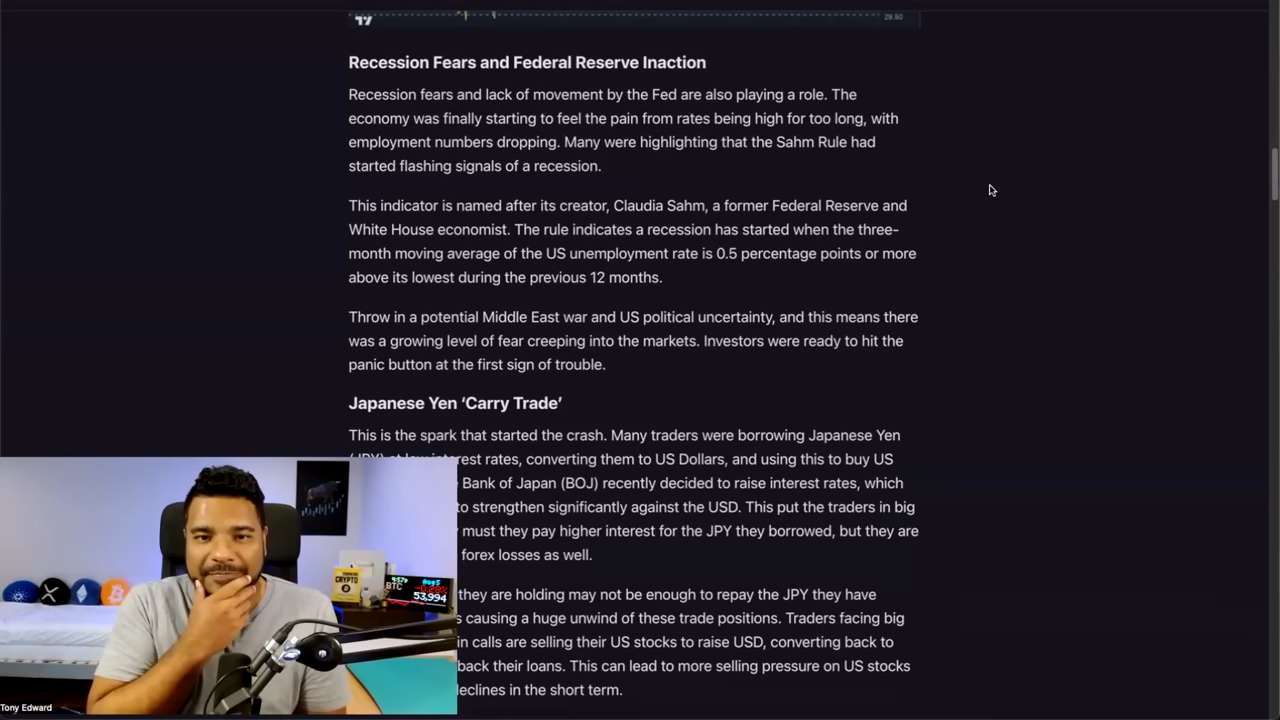 29.50
Recession Fears and Federal Reserve Inaction
Recession fears and lack of movement by the Fed are also playing a role. The
economy was finally starting to feel the pain from rates being high for too long, with
employment numbers dropping. Many were highlighting that the Sahm Rule had
started flashing signals of a recession.
This indicator is named after its creator, Claudia Sahm, a former Federal Reserve and
White House economist. The rule indicates a recession has started when the three-
month moving average of the US unemployment rate is 0.5 percentage points or more
above its lowest during the previous 12 months.
Throw in a potential Middle East war and US political uncertainty, and this means there
was a growing level of fear creeping into the markets. Investors were ready to hit the
panic button at the first sign of trouble.
Japanese Yen ‘Carry Trade’
This is the spark that started the crash. Many traders were borrowing Japanese Yen
interest rates, converting them to US Dollars, and using this to buy US
Bank of Japan (BOJ) recently decided to raise interest rates, which
to strengthen significantly against the USD. This put the traders in big
must they pay higher interest for the JPY they borrowed, but they are
forex losses as well.
they are holding may not be enough to repay the JPY they have
causing a huge unwind of these trade positions. Traders facing big
calls are selling their US stocks to raise USD, converting back to
back their loans. This can lead to more selling pressure on US stocks
declines in the short term.
CRYPTO
BTC
53,994
Tony Edward